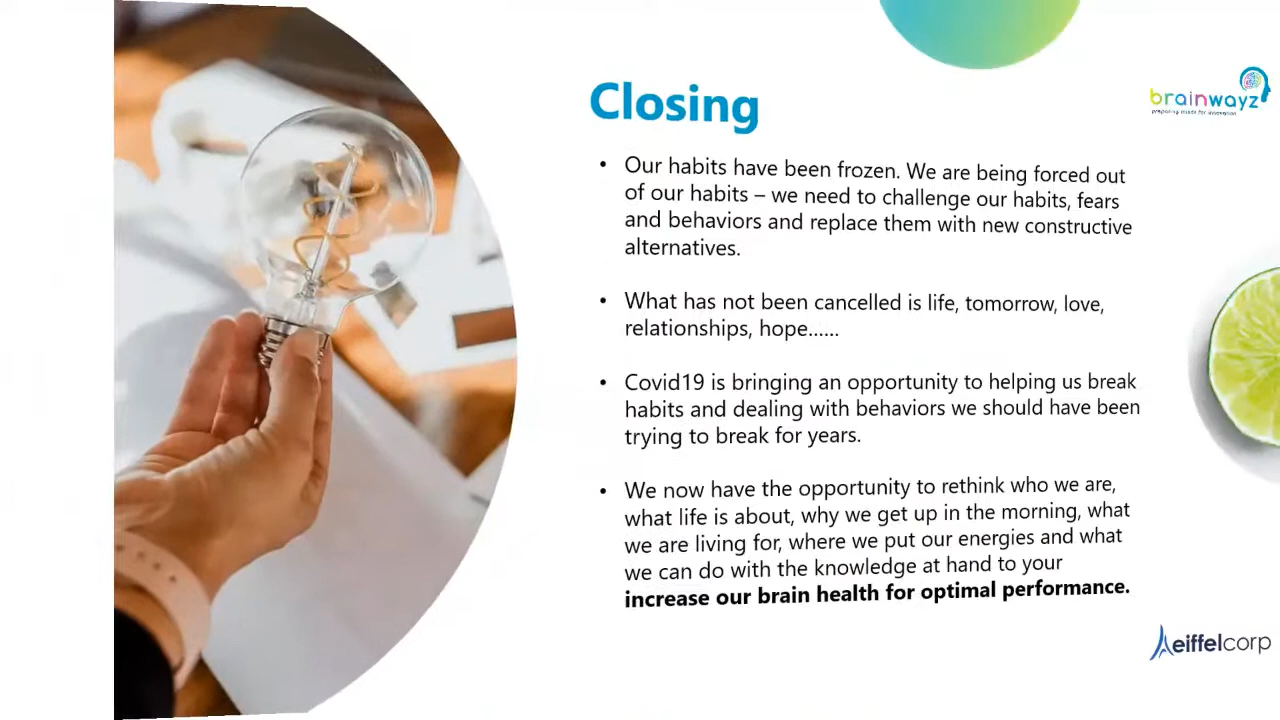 Closing
brainwayz
preparing minds for innovation
• Our habits have been frozen. We are being forced out
of our habits – we need to challenge our habits, fears
and behaviors and replace them with new constructive
alternatives.
• What has not been cancelled is life, tomorrow, love,
relationships, hope......
• Covid19 is bringing an opportunity to helping us break
habits and dealing with behaviors we should have been
trying to break for years.
• We now have the opportunity to rethink who we are,
what life is about, why we get up in the morning, what
we are living for, where we put our energies and what
we can do with the knowledge at hand to your
increase our brain health for optimal performance.
eiffelcorp